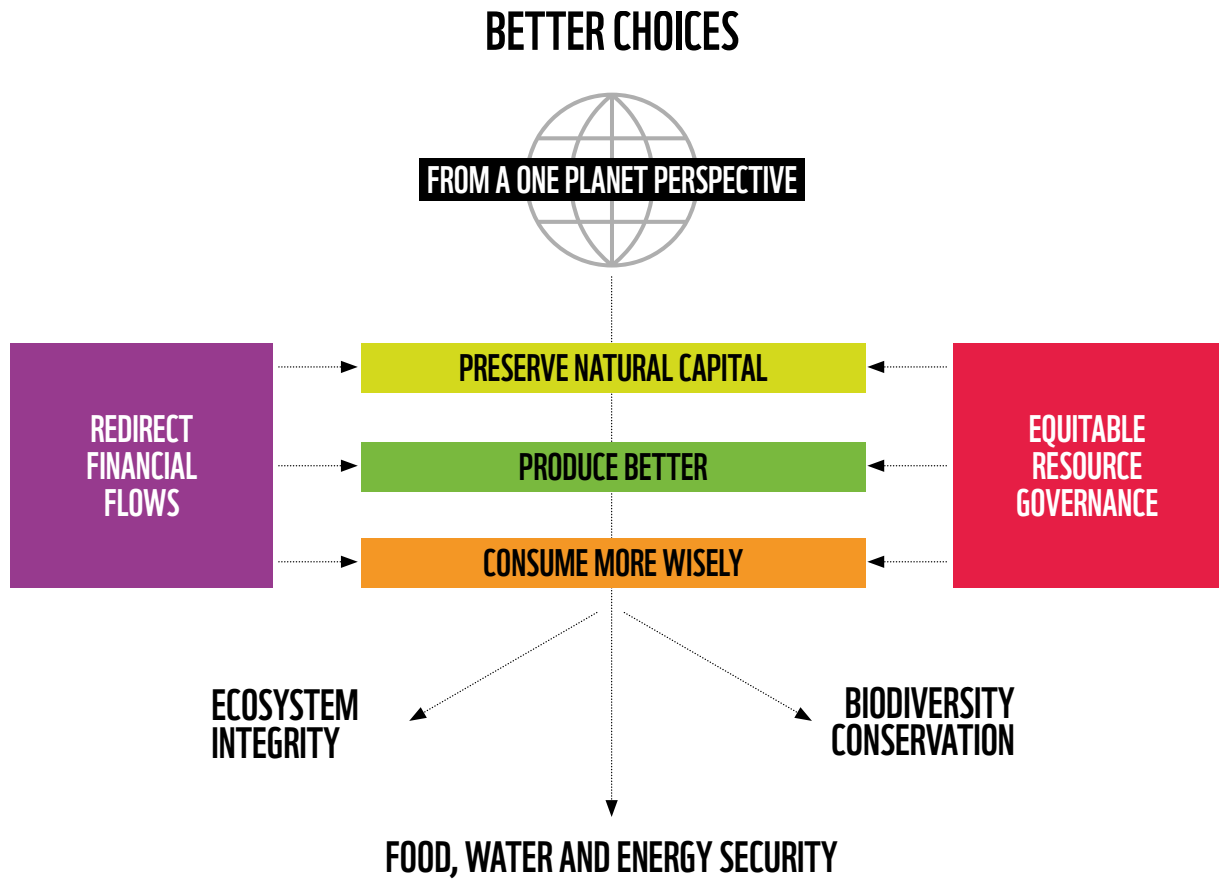 BETTER CHOICES
FROM A ONE PLANET PERSPECTIVE
REDIRECT
FINANCIAL
FLOWS
PRESERVE NATURAL CAPITAL
PRODUCE BETTER
CONSUME MORE WISELY
EQUITABLE
RESOURCE
GOVERNANCE
ECOSYSTEM
INTEGRITY
BIODIVERSITY
CONSERVATION
FOOD, WATER AND ENERGY SECURITY